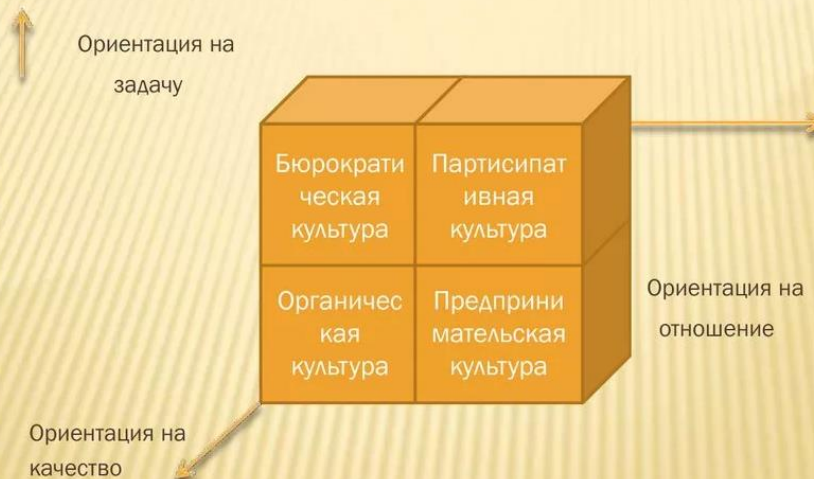 Ориентация на
задачу
Бюрократи
ческая
культура
Партисипат
ивная
культура
Органичес
кая
культура
Предприни
мательская
культура
Ориентация на
отношение
Ориентация на
качество